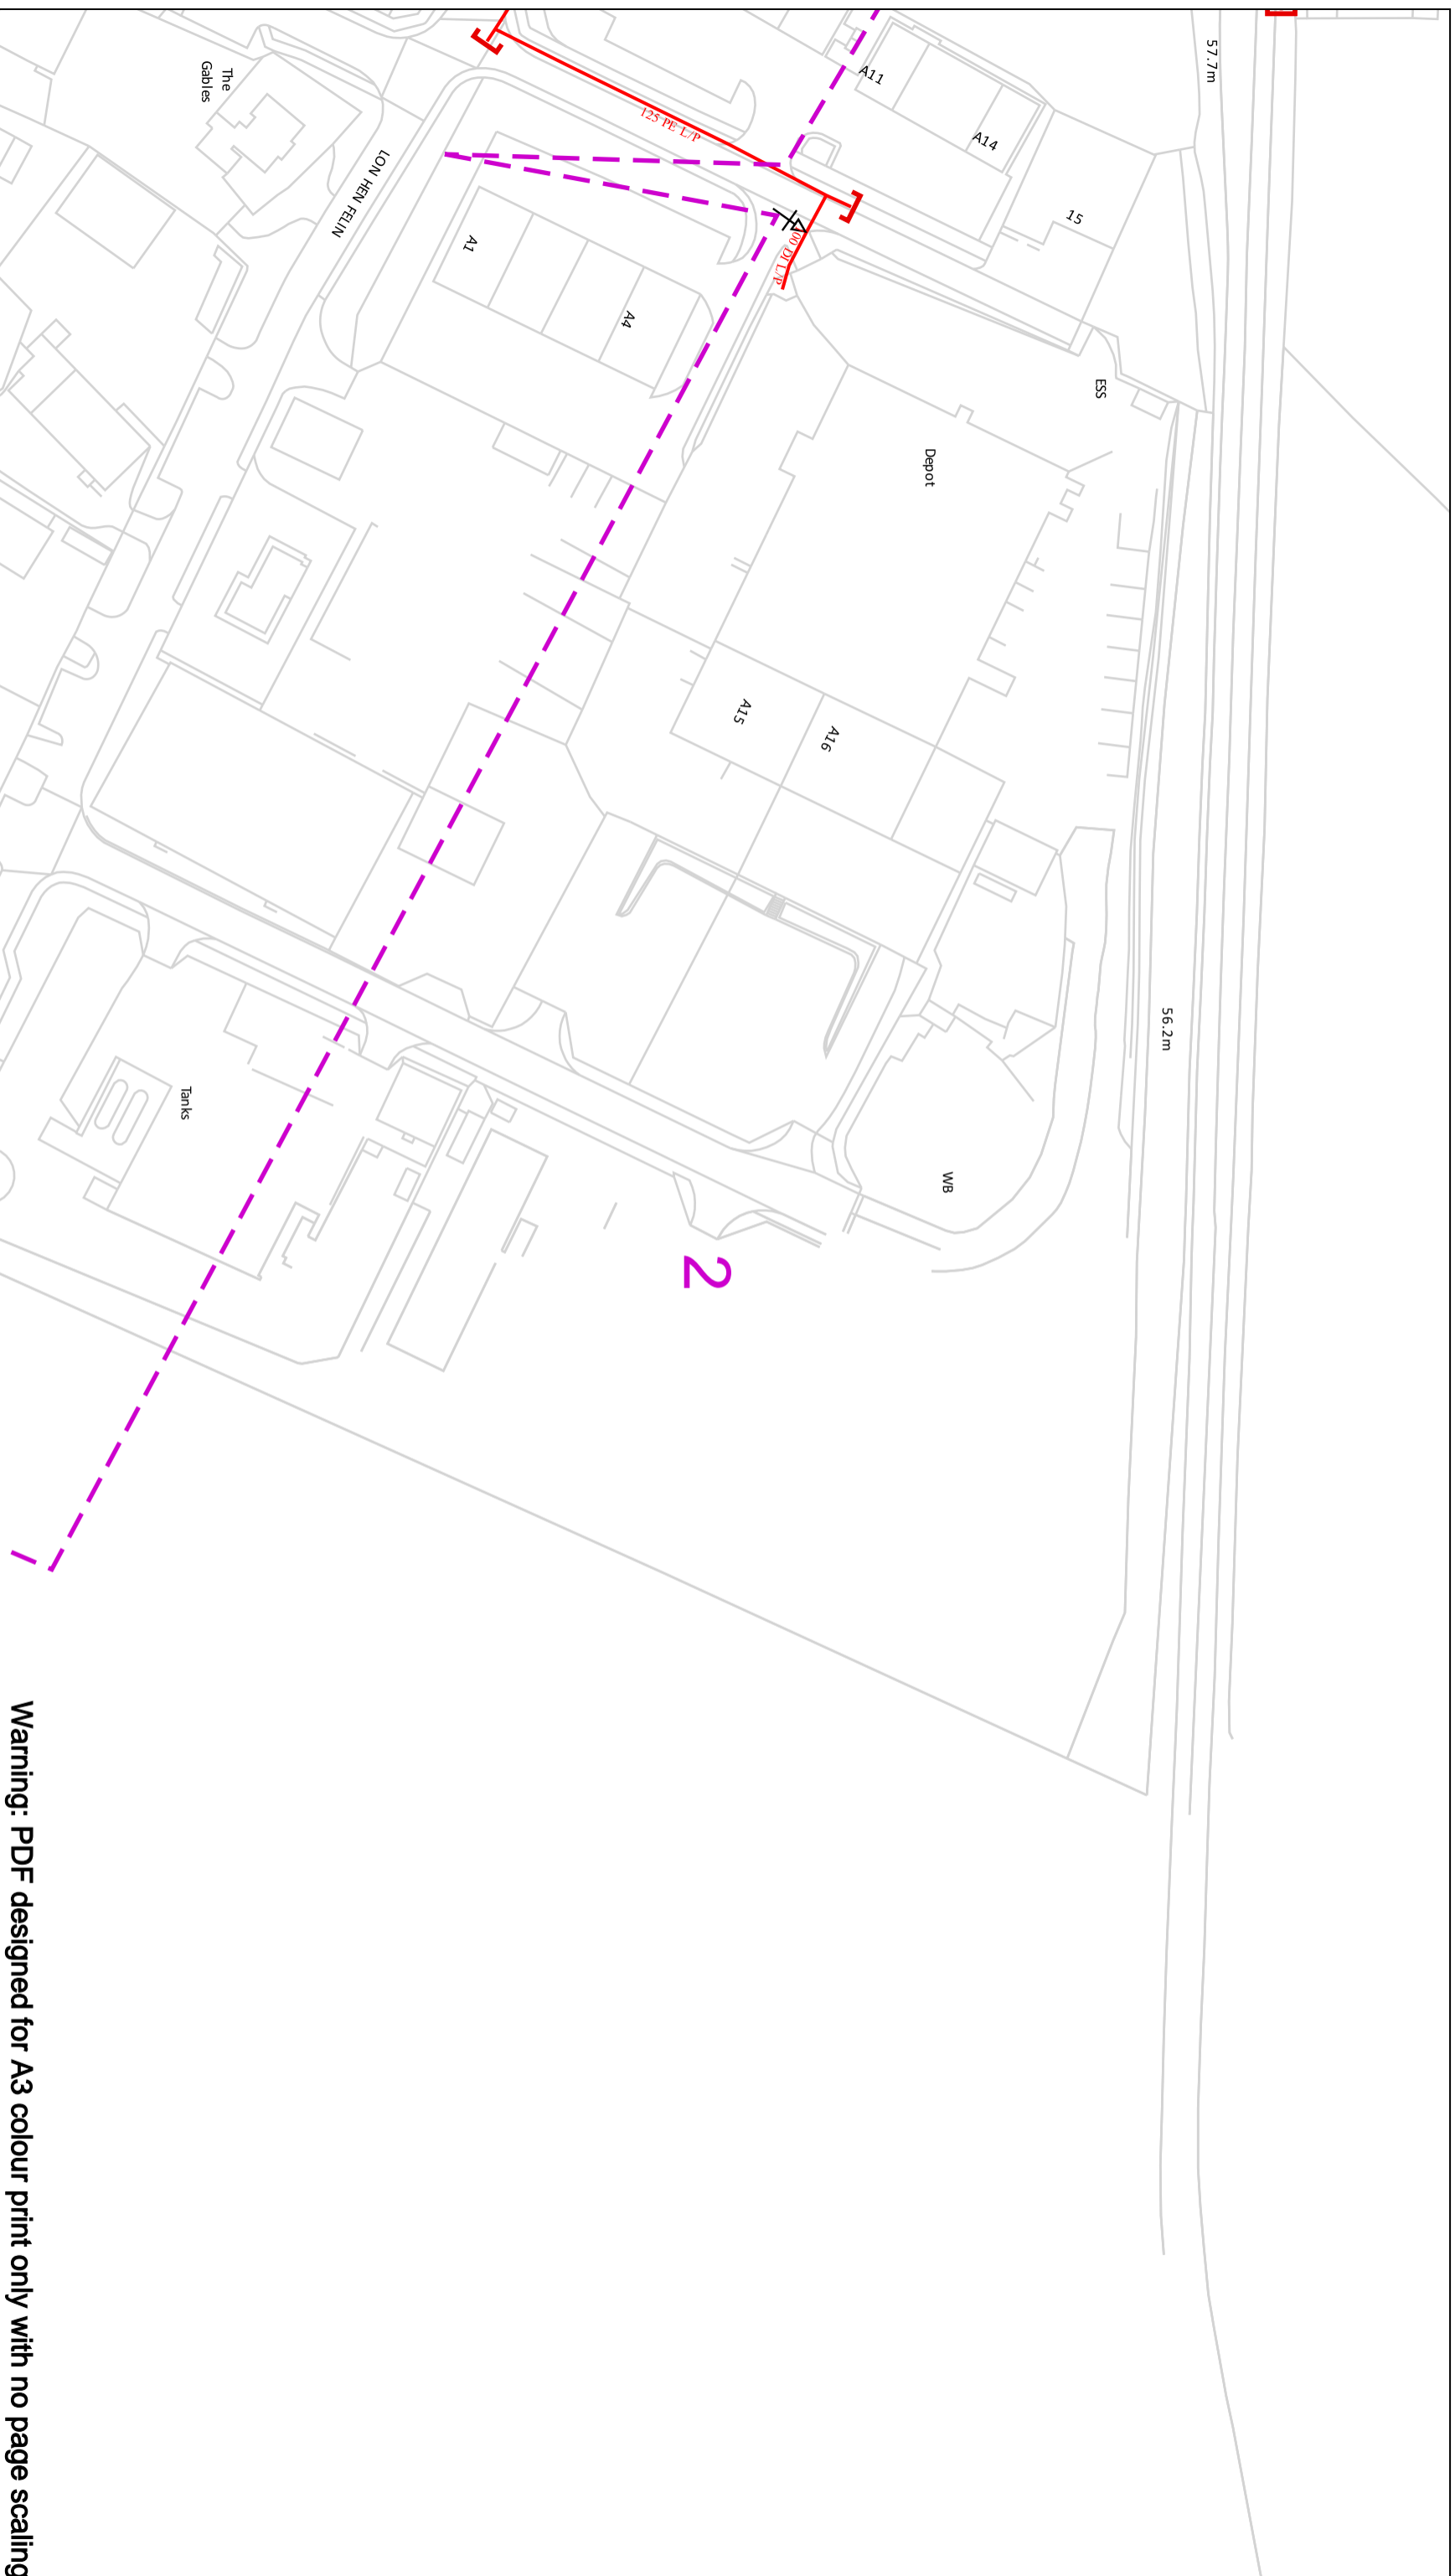 57.7m
A11
A14
15
The
Gables
LON HEN FELIN
125 PE L/P
DI L/P
A1
A4
ESS
Depot
A15
A16
56.2m
Tanks
WB
2
Warning: PDF designed for A3 colour print only with no page scaling